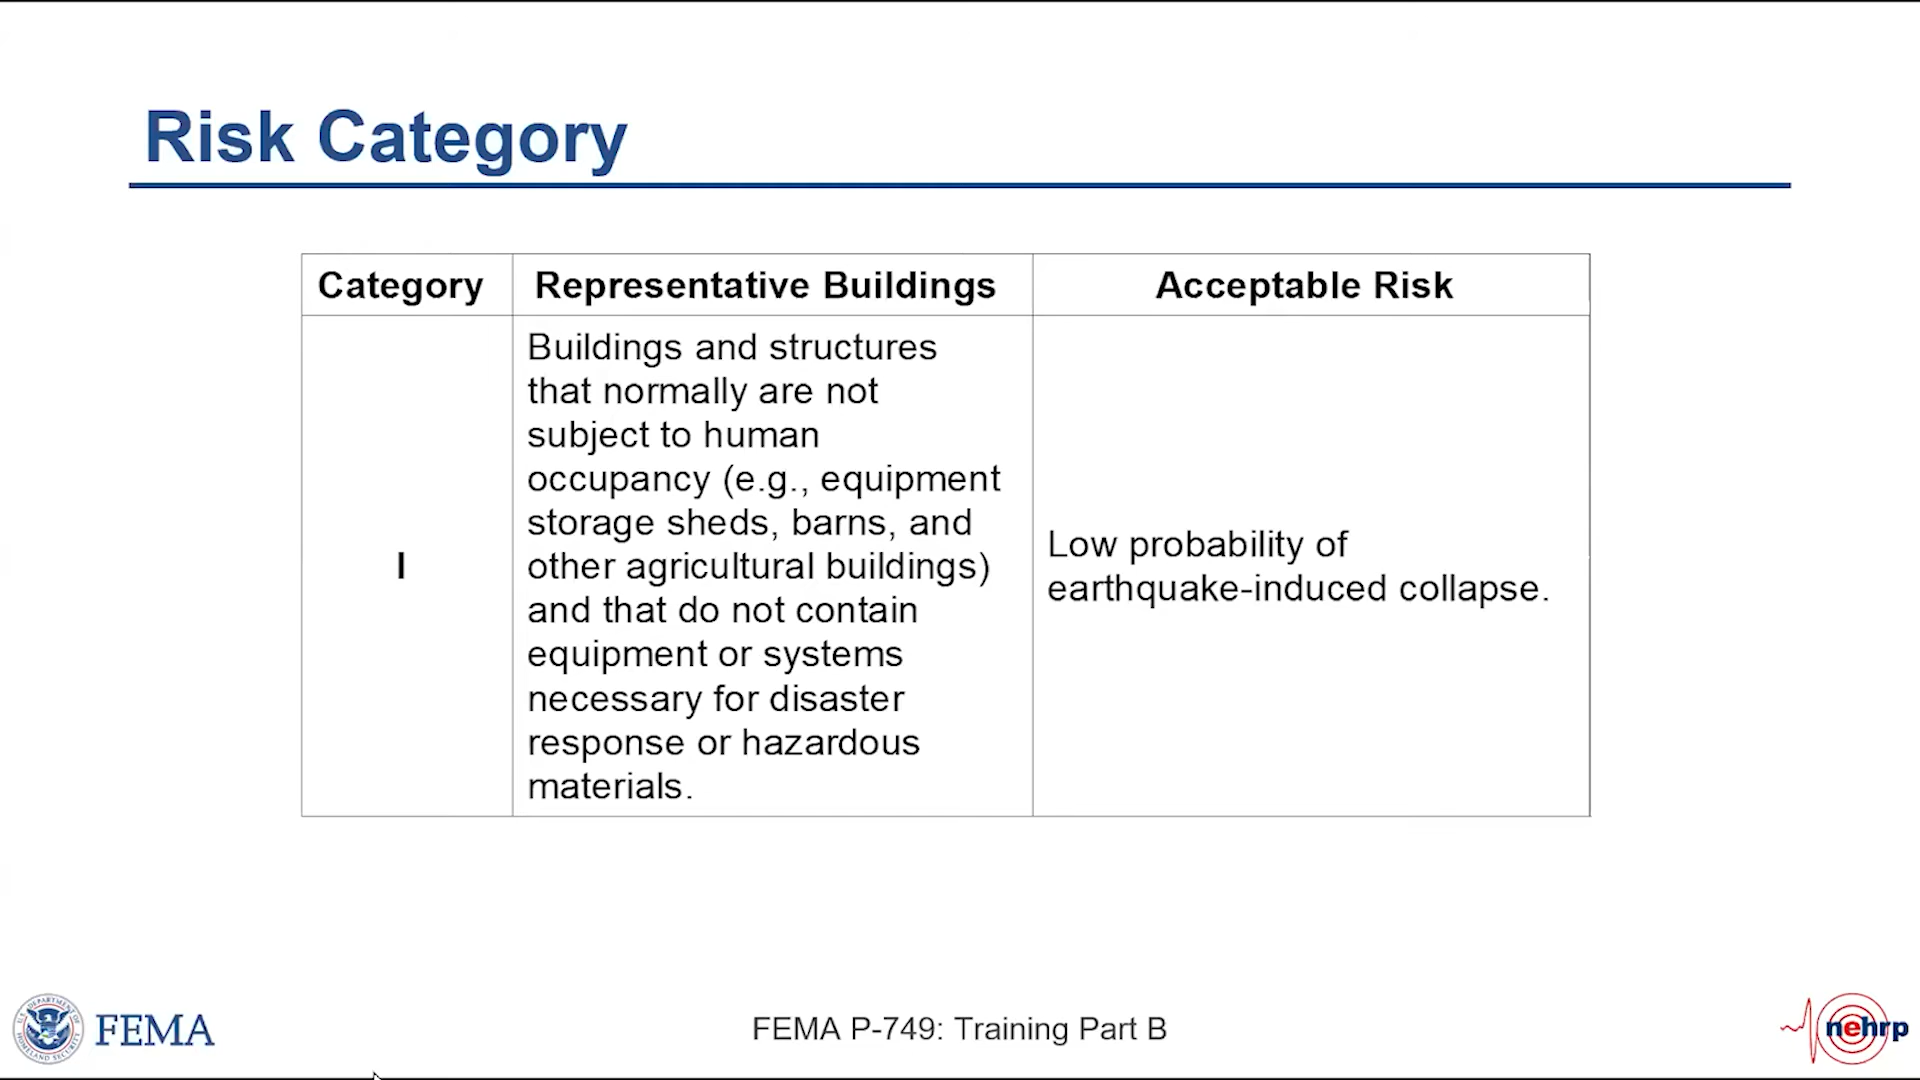 Risk Category
Category
Representative Buildings
Acceptable Risk
I
Buildings and structures
that normally are not
subject to human
occupancy (e.g., equipment
storage sheds, barns, and
other agricultural buildings)
and that do not contain
equipment or systems
necessary for disaster
response or hazardous
materials.
Low probability of
earthquake-induced collapse.
FEMA
FEMA P-749: Training Part B
nehrp